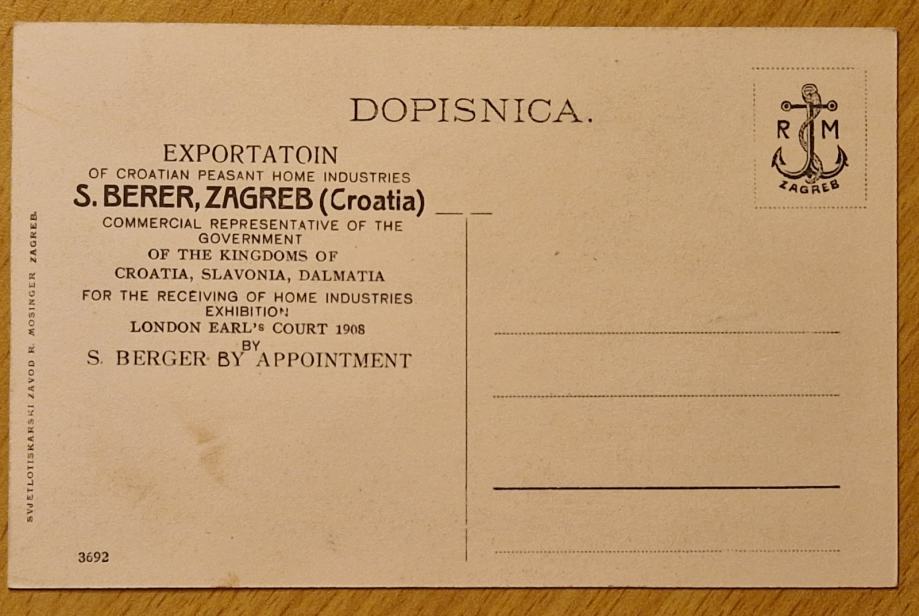 DOPISNICA.
R M
ZAGREB
EXPORTATOIN
OF CROATIAN PEASANT HOME INDUSTRIES
S. BERER, ZAGREB (Croatia)
COMMERCIAL REPRESENTATIVE OF THE
GOVERNMENT
OF THE KINGDOMS OF
CROATIA, SLAVONIA, DALMATIA
FOR THE RECEIVING OF HOME INDUSTRIES
EXHIBITION
LONDON EARL'S COURT 1908
BY
S. BERGER BY APPOINTMENT
SVJETLOTISKARSKI ZAVOD R. MOSINGER ZAGREB.
3692